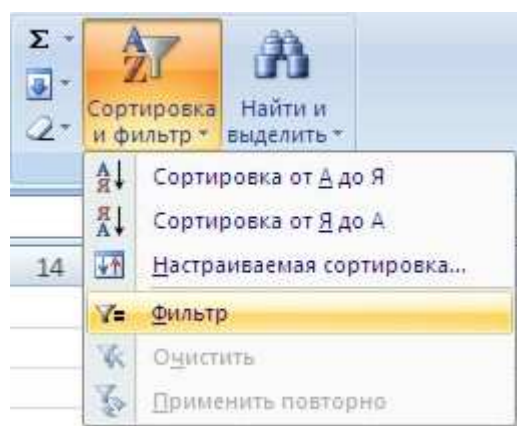 Σ
Сортировка
и фильтр
Найти и
выделить
Сортировка от А до Я
Сортировка от Я до А
14
Настраиваемая сортировка...
Фильтр
Очистить
Применить повторно